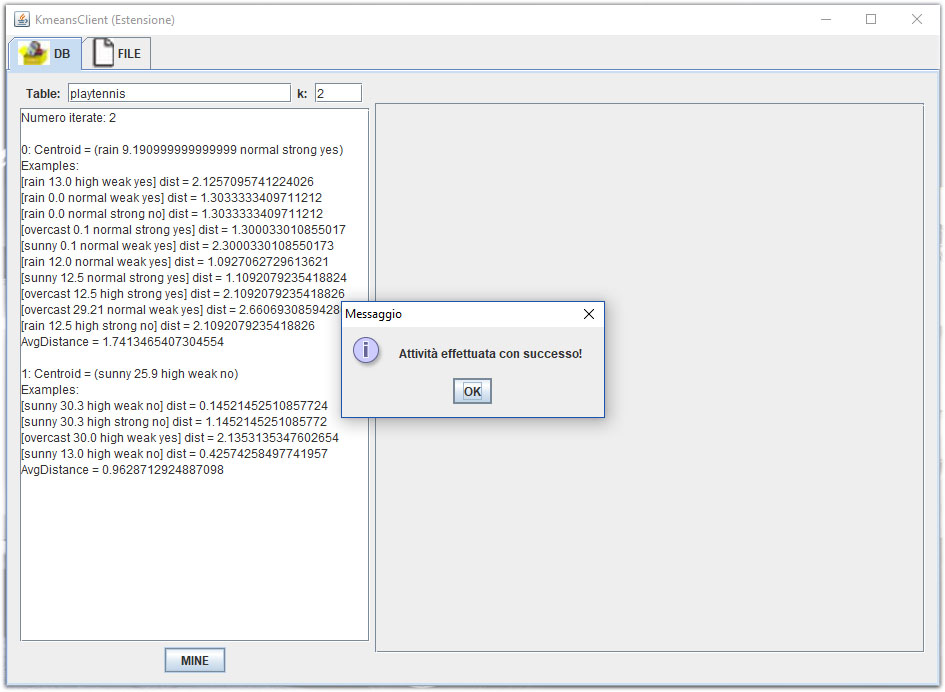 KmeansClient (Estensione)
DB FILE
Table: playtennis k: 2
Numero iterate: 2
0: Centroid = (rain 9.190999999999999 normal strong yes)
Examples:
[rain 13.0 high weak yes] dist = 2.1257095741224026
[rain 0.0 normal weak yes] dist = 1.3033333409711212
[rain 0.0 normal strong no] dist = 1.3033333409711212
[overcast 0.1 normal strong yes] dist = 1.300033010855017
[sunny 0.1 normal weak yes] dist = 2.3000330108550173
[rain 12.0 normal weak yes] dist = 1.0927062729613621
[sunny 12.5 normal strong yes] dist = 1.1092079235418824
[overcast 12.5 high strong yes] dist = 2.1092079235418826
[overcast 29.21 normal weak yes] dist = 2.6606930859428
[rain 12.5 high strong no] dist = 2.1092079235418826
AvgDistance = 1.7413465407304554
1: Centroid = (sunny 25.9 high weak no)
Examples:
[sunny 30.3 high weak no] dist = 0.14521452510857724
[sunny 30.3 high strong no] dist = 1.1452145251085772
[overcast 30.0 high weak yes] dist = 2.1353135347602654
[sunny 13.0 high weak no] dist = 0.42574258497741957
AvgDistance = 0.9628712924887098
Messaggio
Attività effettuata con successo!
OK
MINE